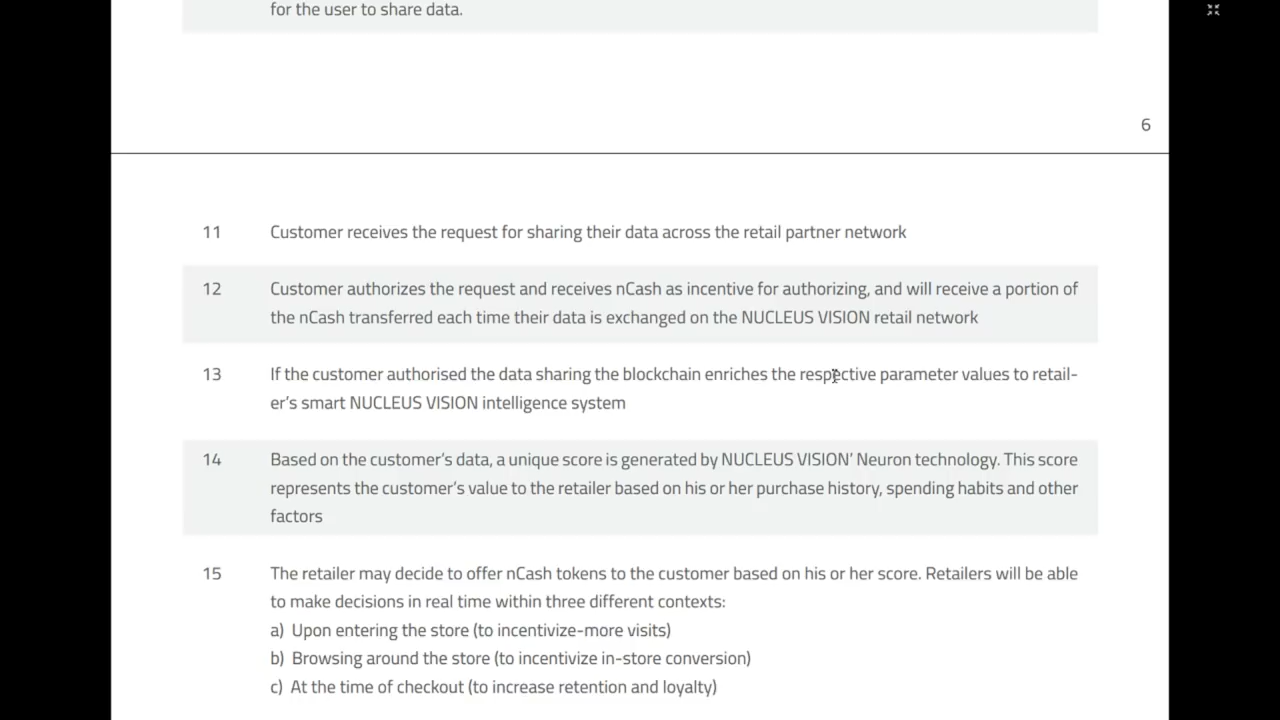 for the user to share data.
6
11 Customer receives the request for sharing their data across the retail partner network
12 Customer authorizes the request and receives nCash as incentive for authorizing, and will receive a portion of
the nCash transferred each time their data is exchanged on the NUCLEUS VISION retail network
13 If the customer authorised the data sharing the blockchain enriches the respective parameter values to retail-
er’s smart NUCLEUS VISION intelligence system
14 Based on the customer’s data, a unique score is generated by NUCLEUS VISION’ Neuron technology. This score
represents the customer’s value to the retailer based on his or her purchase history, spending habits and other
factors
15 The retailer may decide to offer nCash tokens to the customer based on his or her score. Retailers will be able
to make decisions in real time within three different contexts:
a) Upon entering the store (to incentivize-more visits)
b) Browsing around the store (to incentivize in-store conversion)
c) At the time of checkout (to increase retention and loyalty)